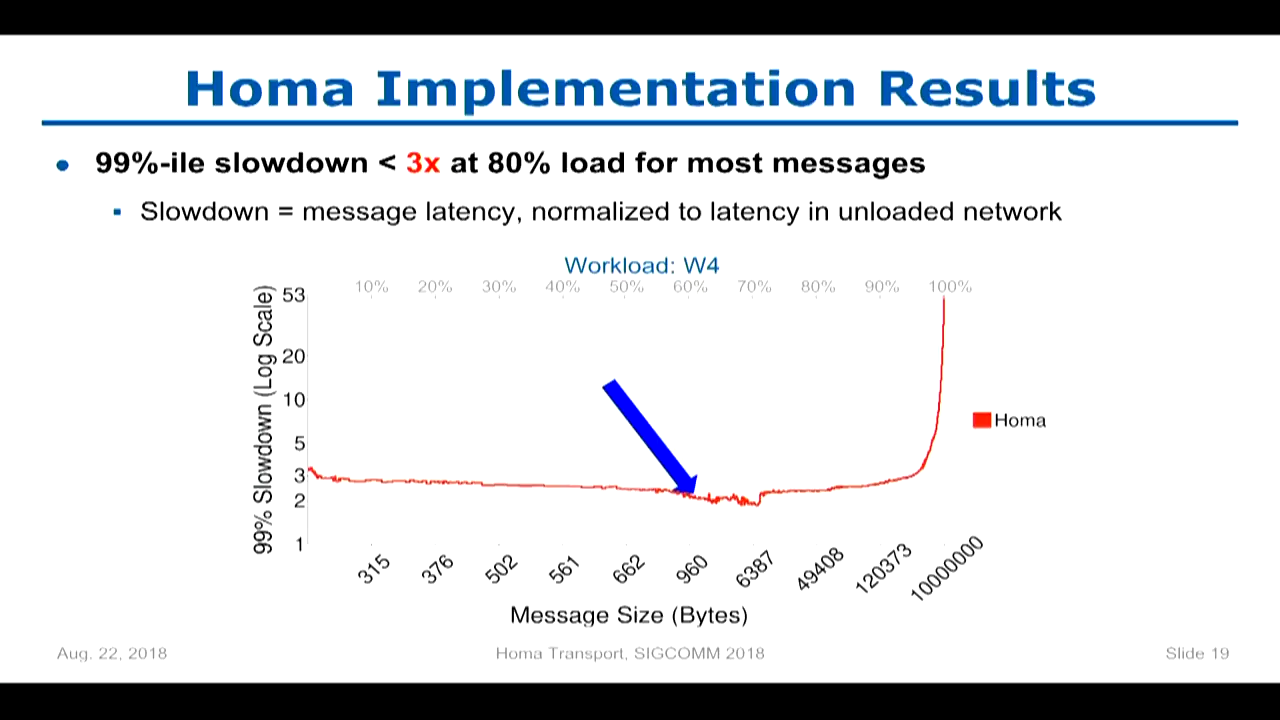 Homa Implementation Results
• 99%-ile slowdown < 3x at 80% load for most messages
▪ Slowdown = message latency, normalized to latency in unloaded network
Workload: W4
10% 20% 30% 40% 50% 60% 70% 80% 90% 100%
99% Slowdown (Log Scale)
53
20
10
5
3
2
1
Homa
315 376 502 561 662 960 6387 49408 120373 10000000
Message Size (Bytes)
Aug. 22, 2018
Homa Transport, SIGCOMM 2018
Slide 19